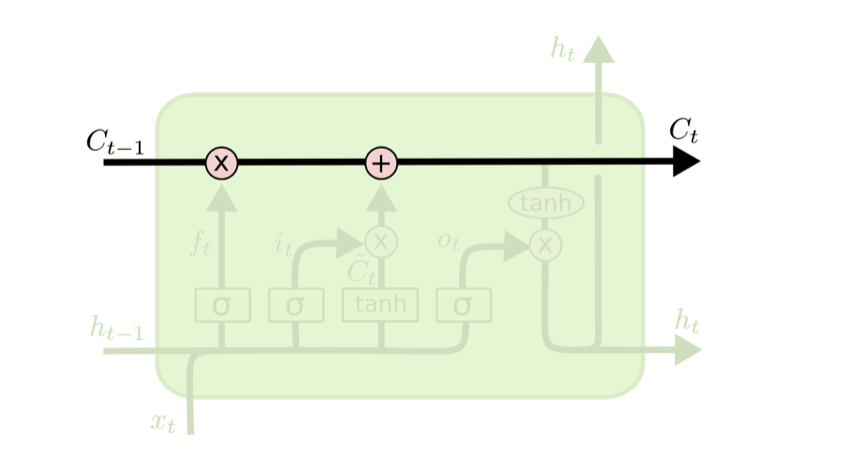 h_t
C_{t-1} x + C_t
tanh
f_t i_t x o_t x
C̃_t
σ σ tanh σ
h_{t-1} h_t
x_t